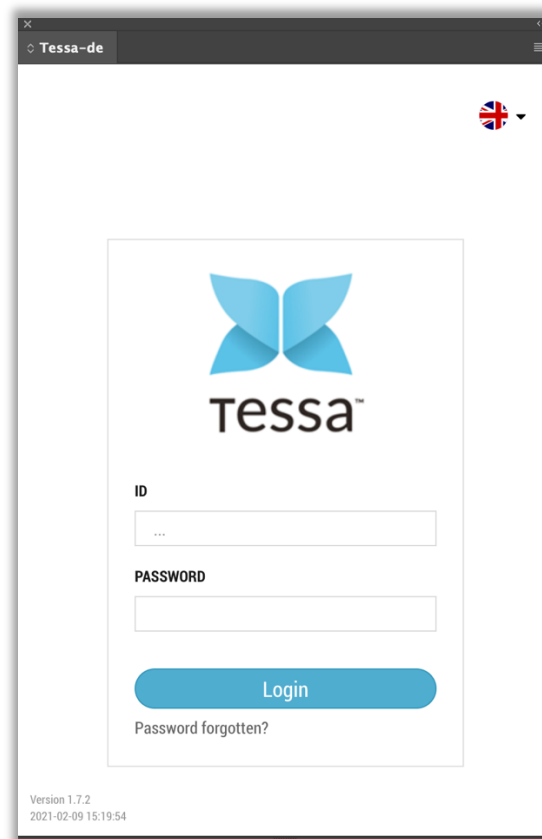 Tessa-de
Tessa™
ID
...
PASSWORD
Login
Password forgotten?
Version 1.7.2
2021-02-09 15:19:54